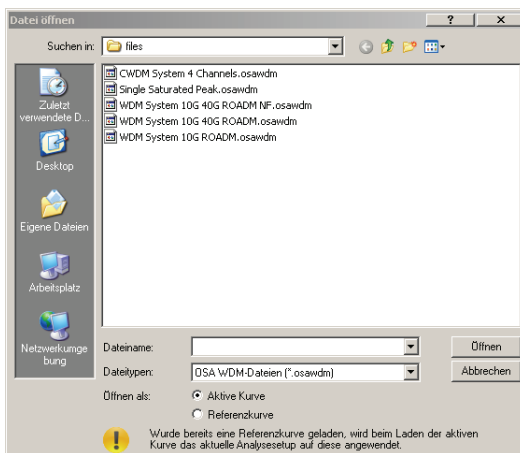 Datei öffnen
Suchen in:
files
Zuletzt
verwendete D...
Desktop
Eigene Dateien
Arbeitsplatz
Netzwerkumge
bung
CWDM System 4 Channels.osawdm
Single Saturated Peak.osawdm
WDM System 10G 40G ROADM NF.osawdm
WDM System 10G 40G ROADM.osawdm
WDM System 10G ROADM.osawdm
Dateiname:
Öffnen
Dateitypen:
OSA WDM-Dateien (*.osawdm)
Abbrechen
Öffnen als:
Aktive Kurve
Referenzkurve
Wurde bereits eine Referenzkurve geladen, wird beim Laden der aktiven
Kurve das aktuelle Analysesetup auf diese angewendet.